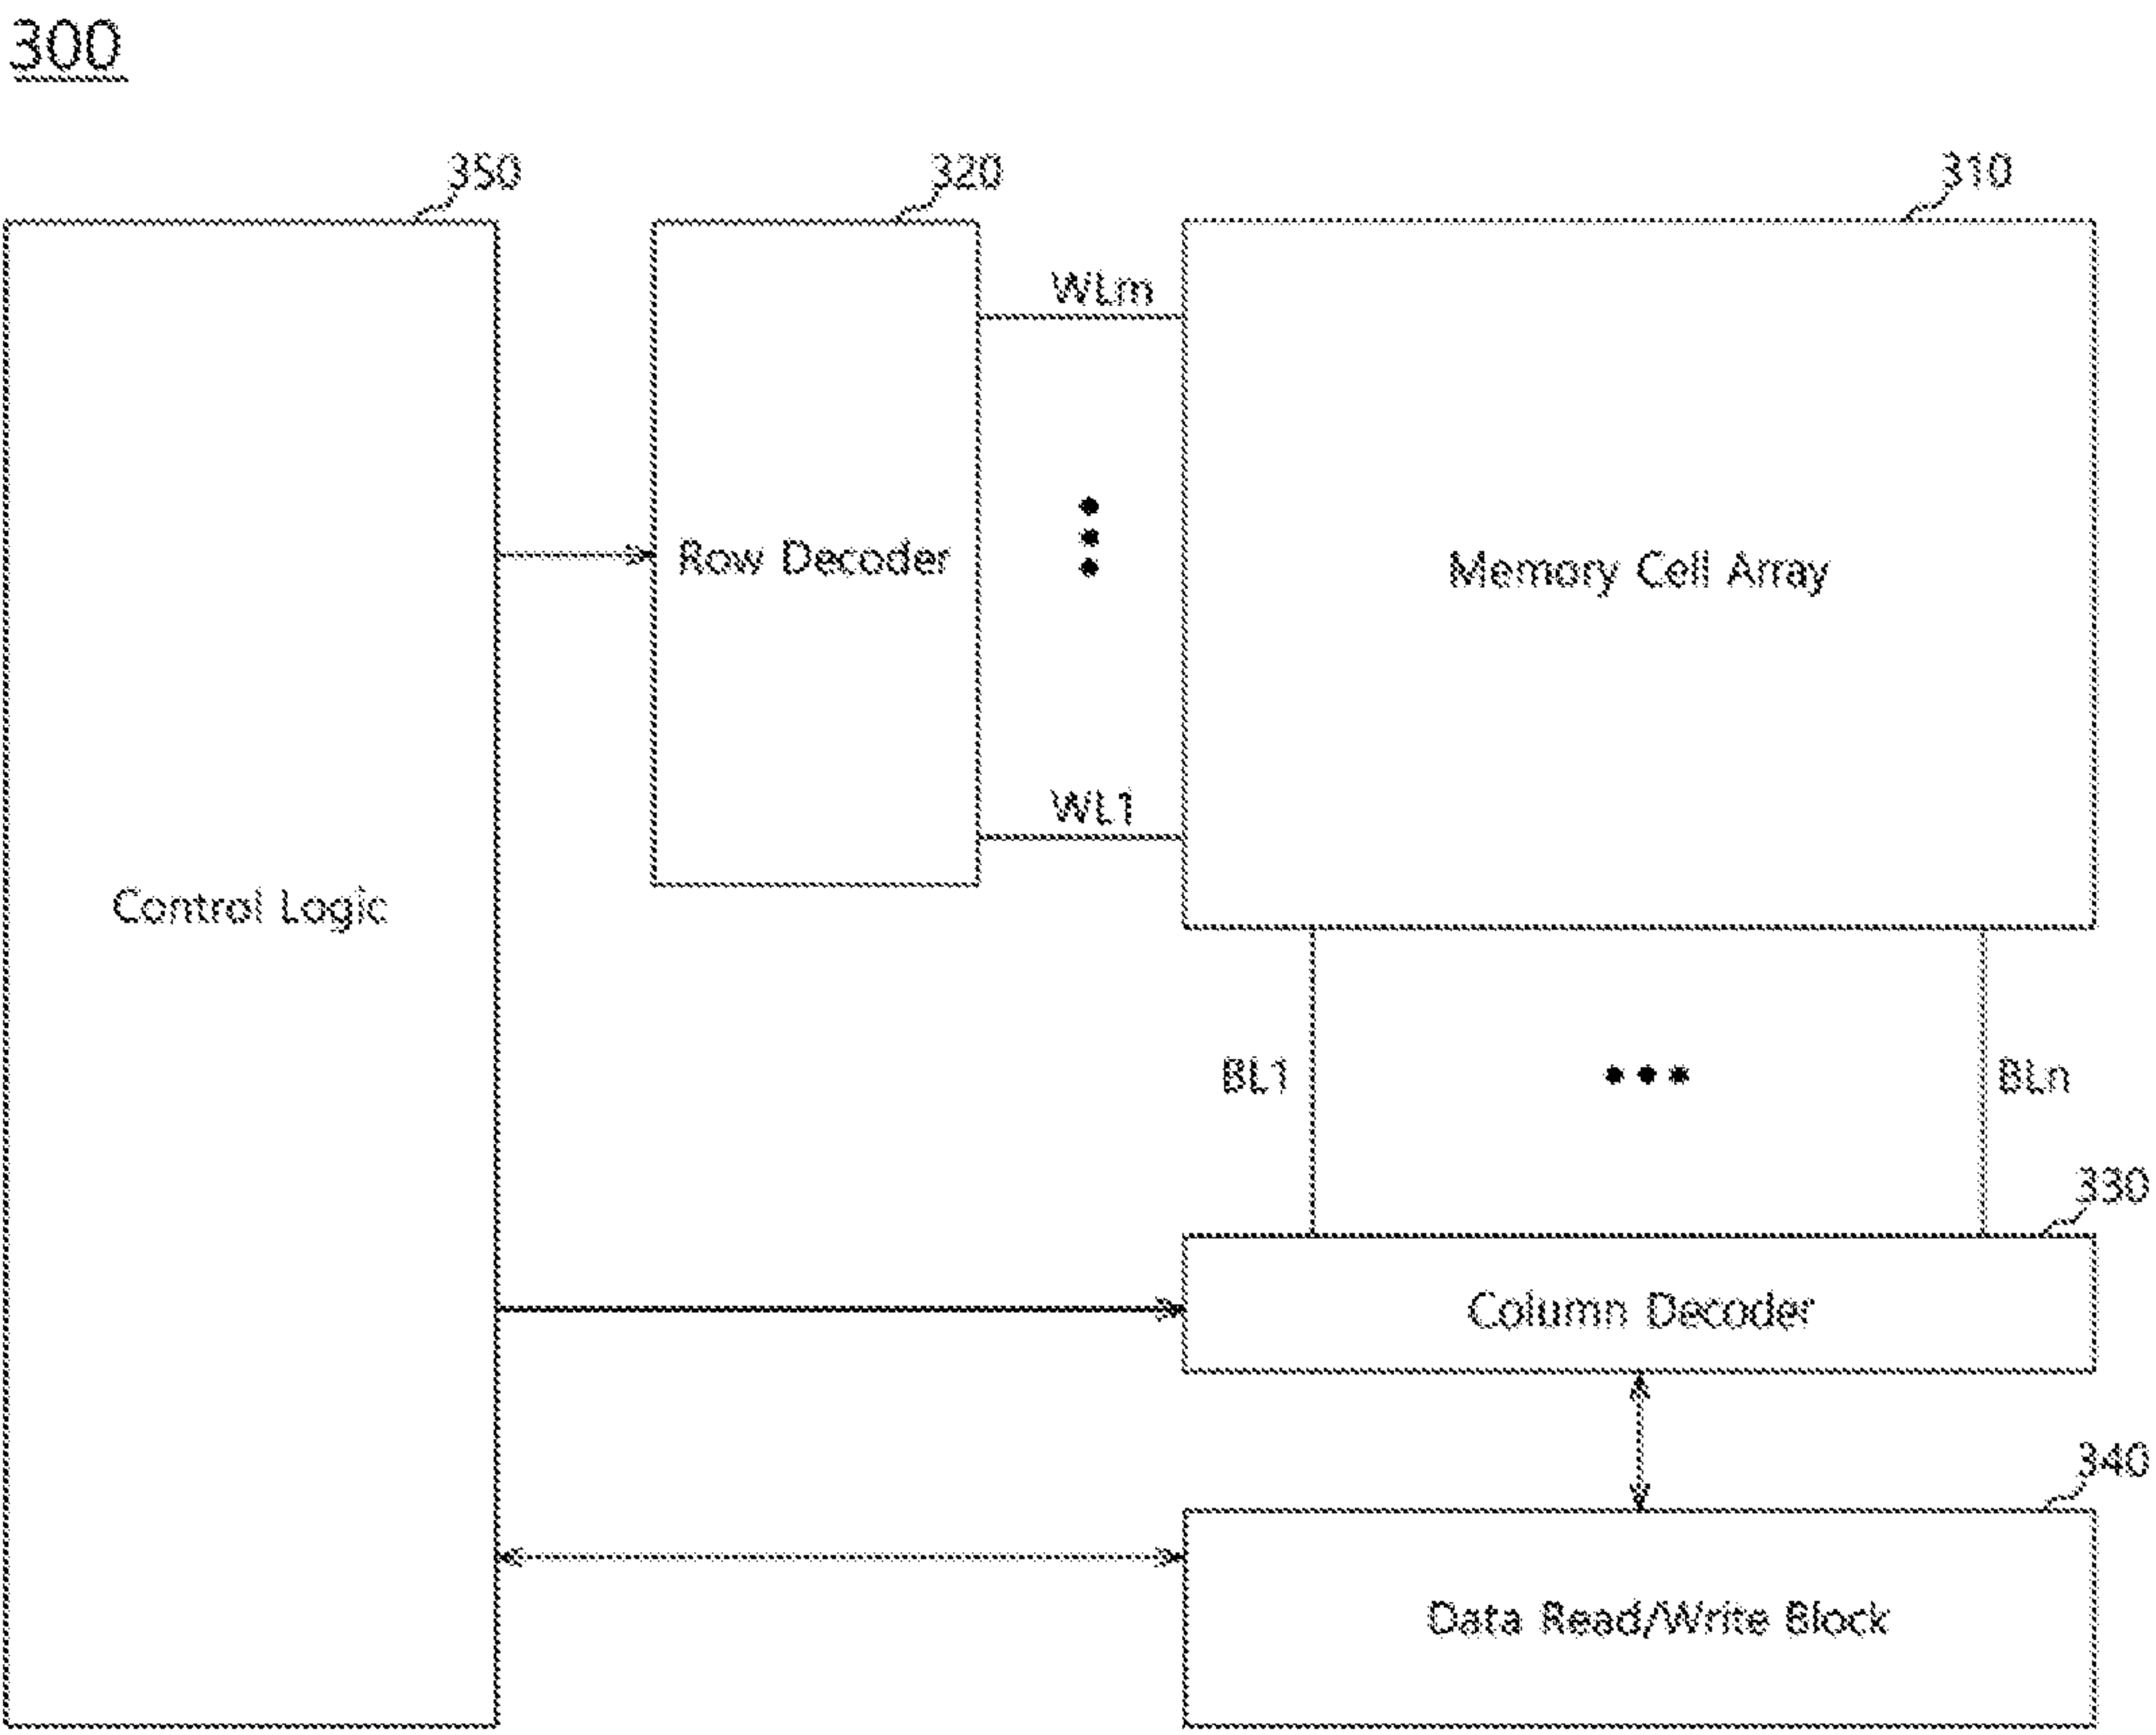 300
350
320
310
WLm
Row Decoder
Memory Cell Array
WL1
Control Logic
BL1
BLn
330
Column Decoder
340
Data Read/Write Block